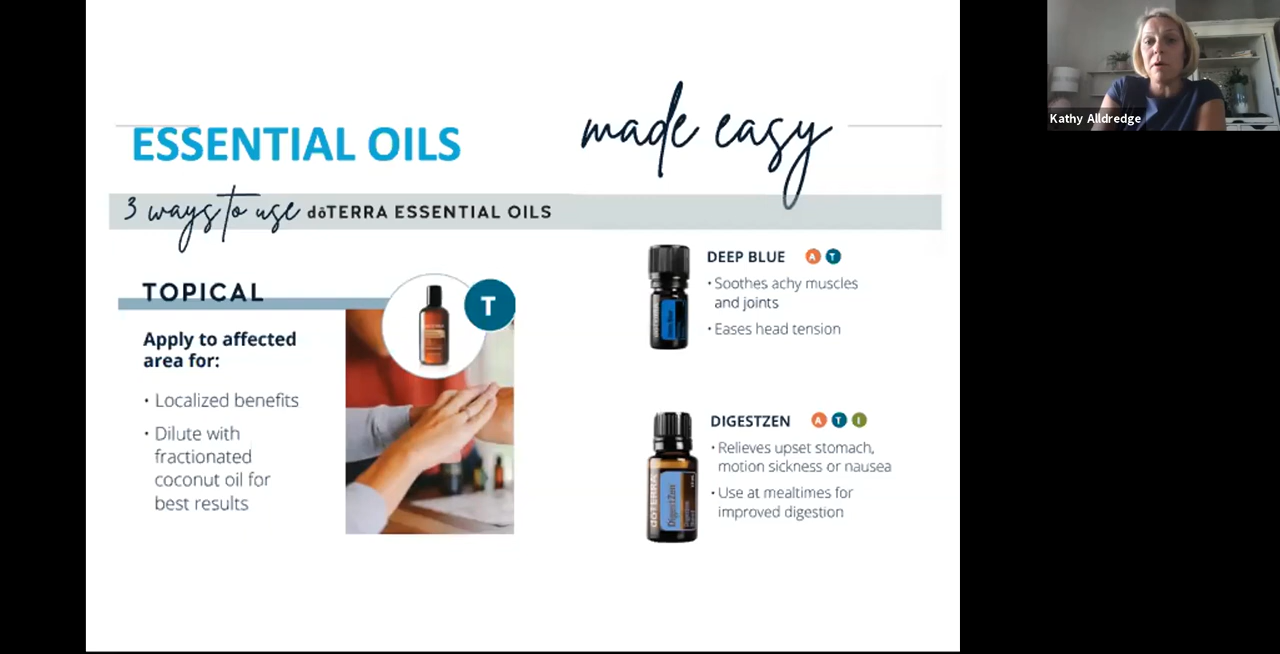 ESSENTIAL OILS made easy
3 ways to use dōTERRA ESSENTIAL OILS
TOPICAL
T
Apply to affected
area for:
• Localized benefits
• Dilute with
fractionated
coconut oil for
best results
DEEP BLUE A T
• Soothes achy muscles
and joints
• Eases head tension
DIGESTZEN A T I
• Relieves upset stomach,
motion sickness or nausea
• Use at mealtimes for
improved digestion
dōTERRA
DigestZen
Kathy Alldredge